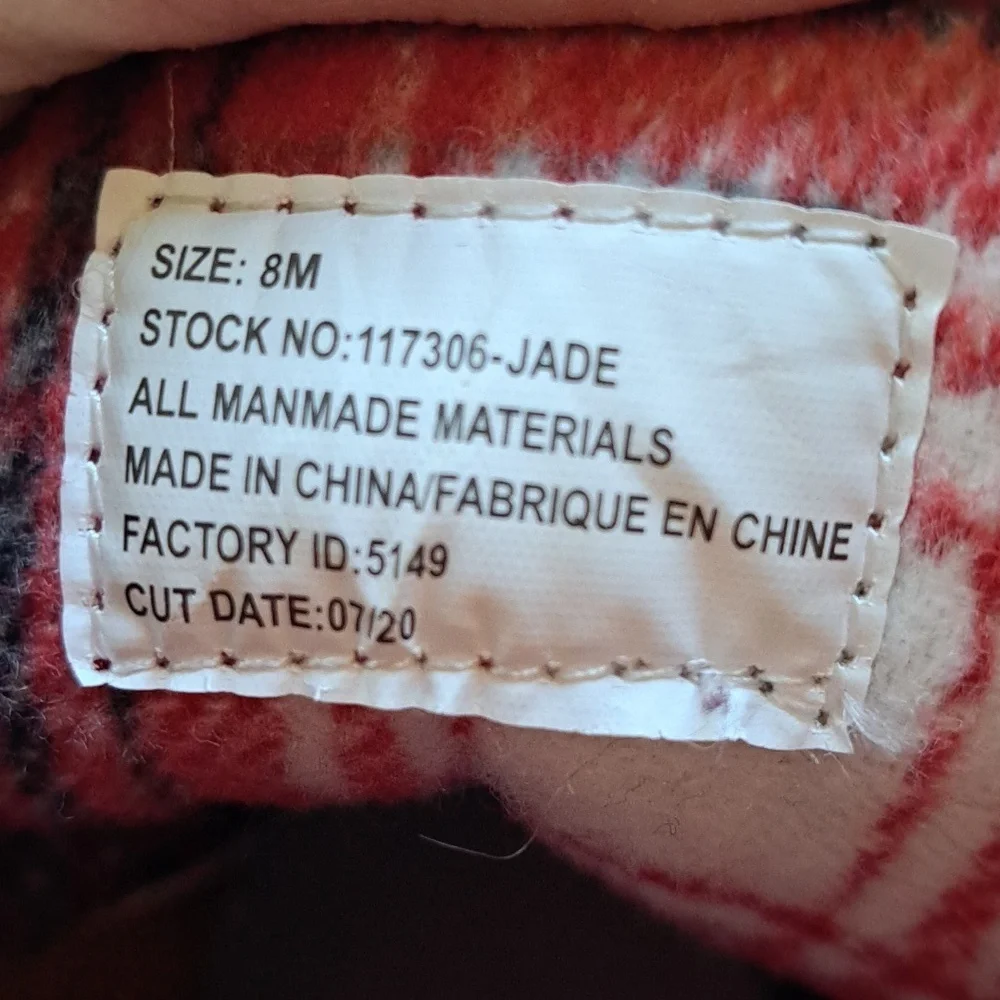 SIZE: 8M
STOCK NO:117306-JADE
ALL MANMADE MATERIALS
MADE IN CHINA/FABRIQUE EN CHINE
FACTORY ID:5149
CUT DATE:07/20